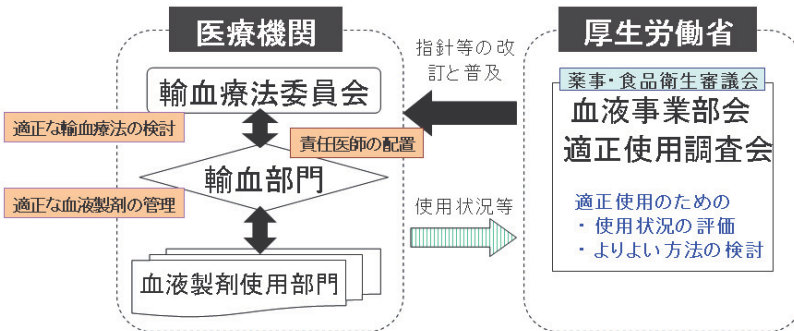 医療機関
輸血療法委員会
適正な輸血療法の検討
責任医師の配置
輸血部門
適正な血液製剤の管理
血液製剤使用部門
指針等の改
訂と普及
使用状況等
厚生労働省
薬事・食品衛生審議会
血液事業部会
適正使用調査会
適正使用のための
・使用状況の評価
・よりよい方法の検討